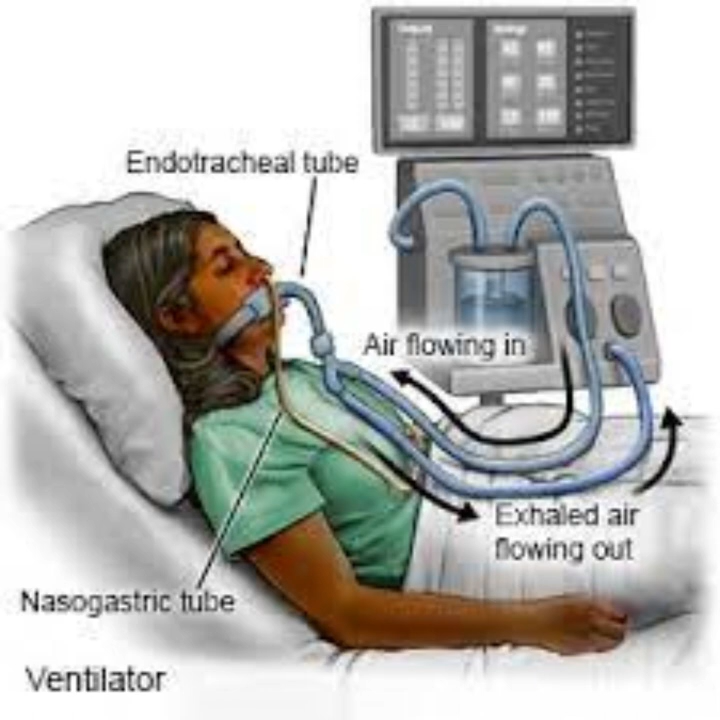 Endotracheal tube
Air flowing in
Exhaled air
flowing out
Nasogastric tube
Ventilator